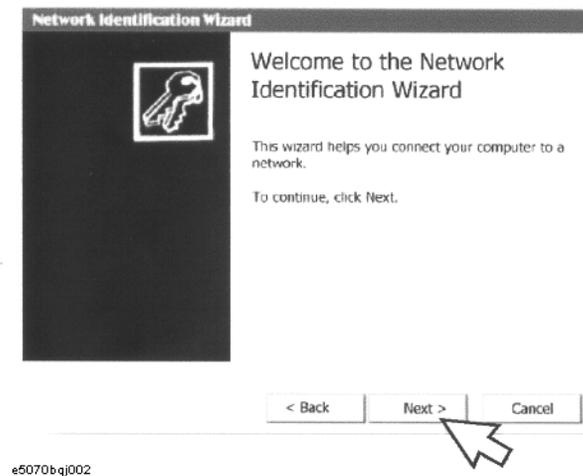 Network Identification Wizard
Welcome to the Network
Identification Wizard
This wizard helps you connect your computer to a
network.
To continue, click Next.
< Back Next > Cancel
e5070bqj002